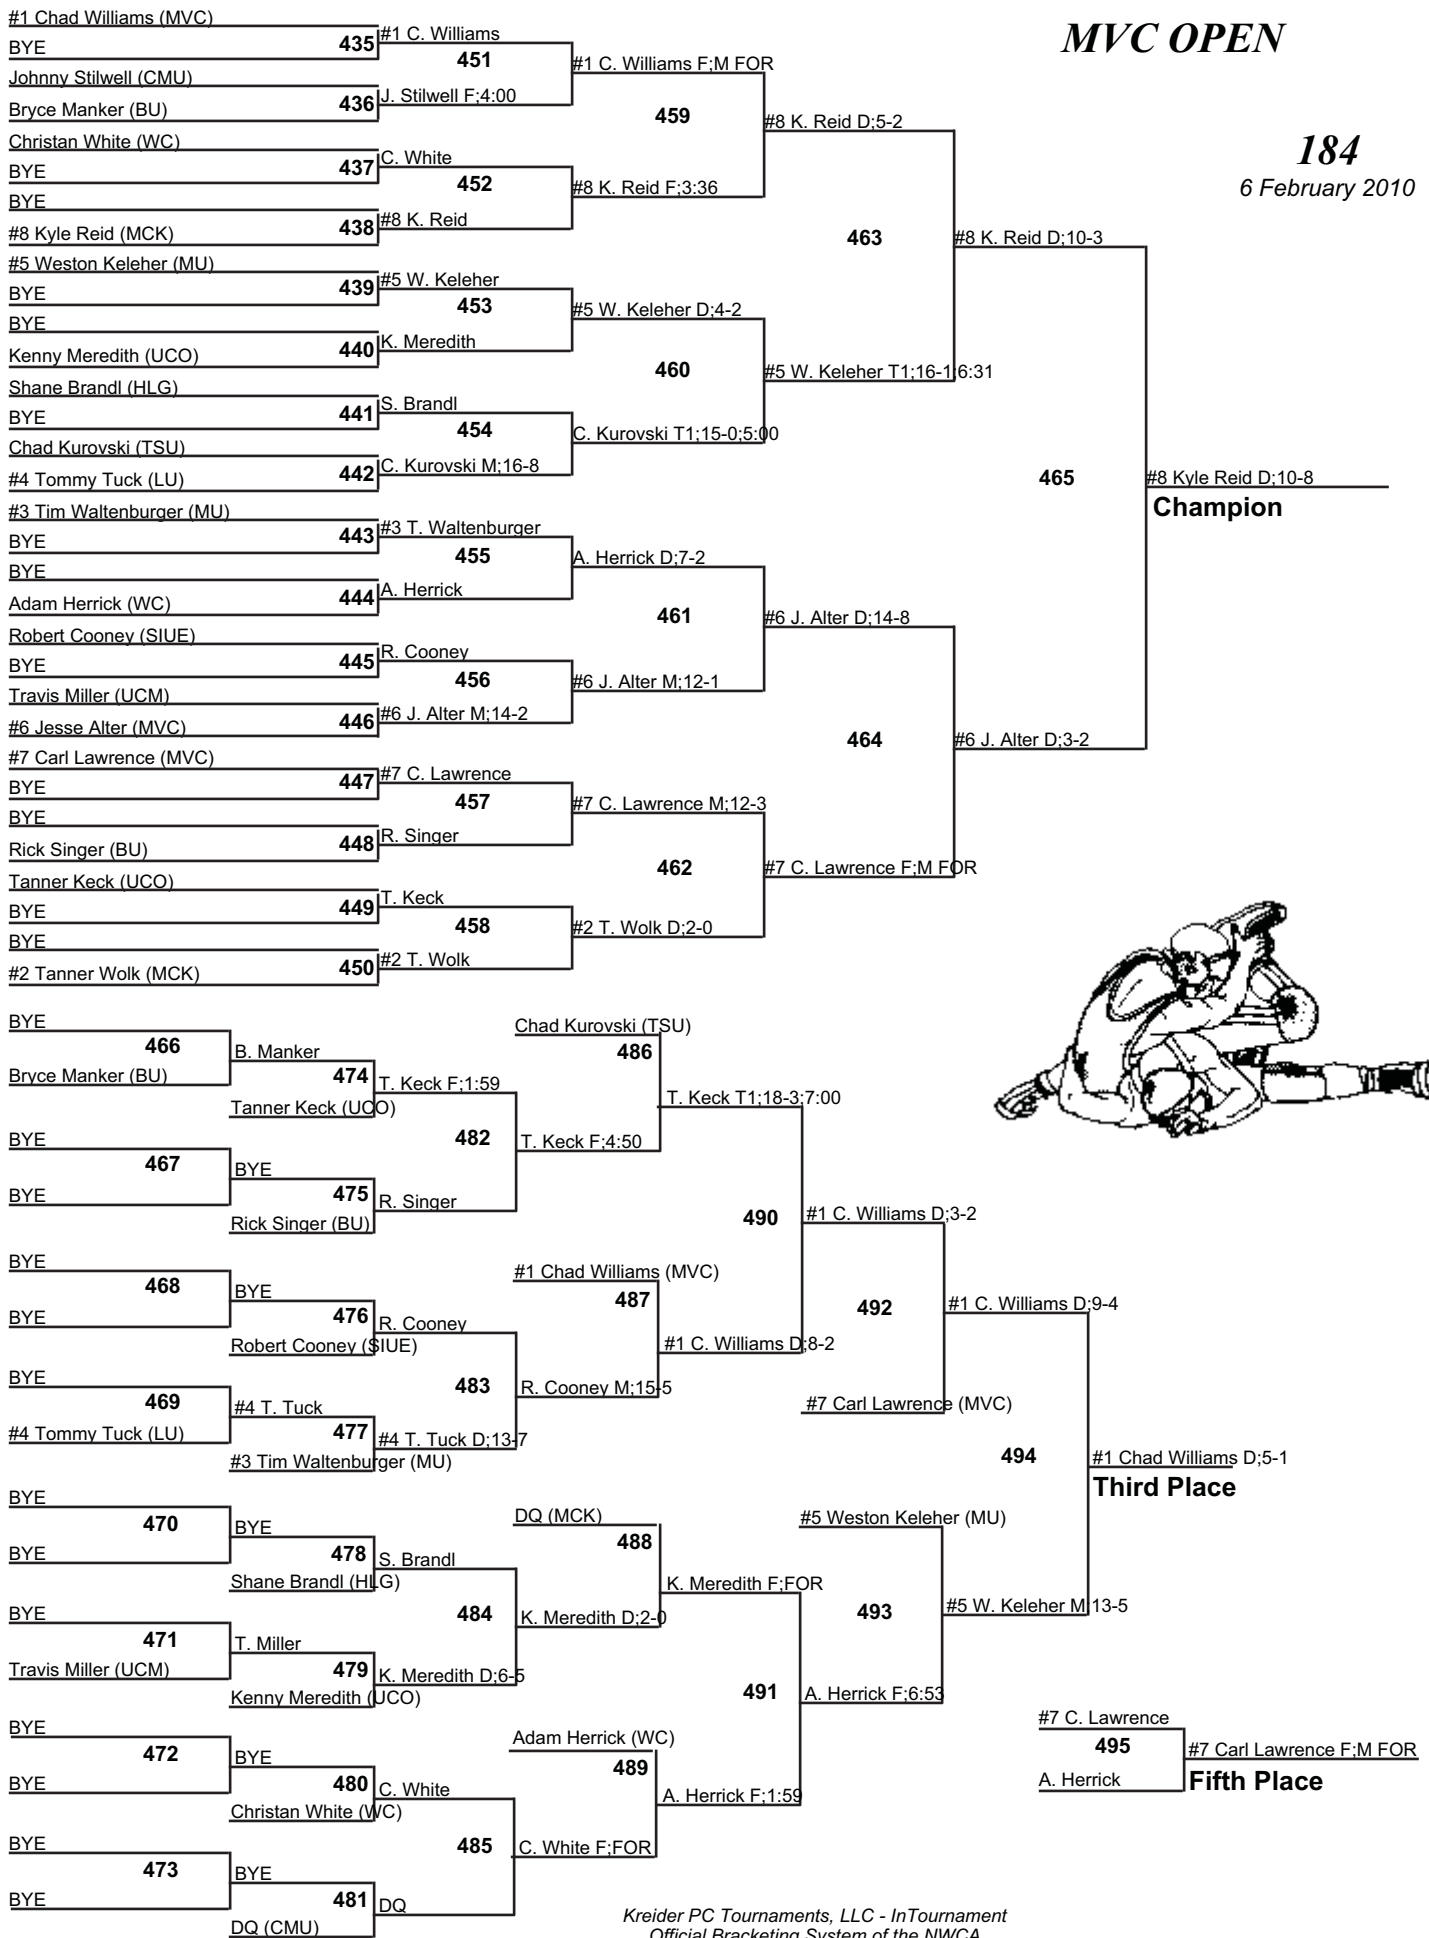 #1 Chad Williams (MVC)
BYE
435
Johnny Stilwell (CMU)
Bryce Manker (BU)
436
Christan White (WC)
BYE
437
BYE
#8 Kyle Reid (MCK)
438
#5 Weston Keleher (MU)
BYE
439
BYE
Kenny Meredith (UCO)
440
Shane Brandl (HLG)
BYE
441
Chad Kurovski (TSU)
#4 Tommy Tuck (LU)
442
#3 Tim Waltenburger (MU)
BYE
443
BYE
Adam Herrick (WC)
444
Robert Cooney (SIUE)
BYE
445
Travis Miller (UCM)
#6 Jesse Alter (MVC)
446
#7 Carl Lawrence (MVC)
BYE
447
BYE
Rick Singer (BU)
448
Tanner Keck (UCO)
BYE
449
BYE
#2 Tanner Wolk (MCK)
450
#1 C. Williams
451
J. Stilwell F;4:00
C. White
452
#8 K. Reid
#5 W. Keleher
453
K. Meredith
S. Brandl
454
C. Kurovski M;16-8
#3 T. Waltenburger
455
A. Herrick
R. Cooney
456
#6 J. Alter M;14-2
#7 C. Lawrence
457
R. Singer
T. Keck
458
#2 T. Wolk
#1 C. Williams F;M FOR
459
#8 K. Reid F;3:36
#5 W. Keleher D;4-2
460
C. Kurovski T1;15-0;5:00
A. Herrick D;7-2
461
#6 J. Alter M;12-1
#7 C. Lawrence M;12-3
462
#2 T. Wolk D;2-0
#8 K. Reid D;5-2
463
#5 W. Keleher T1;16-1;6:31
#6 J. Alter D;14-8
464
#7 C. Lawrence F;M FOR
#8 K. Reid D;10-3
465
#6 J. Alter D;3-2
#8 Kyle Reid D;10-8
Champion
MVC OPEN
184
6 February 2010
BYE
466
Bryce Manker (BU)
BYE
467
BYE
BYE
468
BYE
BYE
469
#4 Tommy Tuck (LU)
BYE
470
BYE
BYE
471
Travis Miller (UCM)
BYE
472
BYE
BYE
473
BYE
B. Manker
474
Tanner Keck (UCO)
BYE
475
Rick Singer (BU)
BYE
476
Robert Cooney (SIUE)
#4 T. Tuck
477
#3 Tim Waltenburger (MU)
BYE
478
Shane Brandl (HLG)
T. Miller
479
Kenny Meredith (UCO)
BYE
480
Christan White (WC)
BYE
481
DQ (CMU)
T. Keck F;1:59
482
R. Singer
R. Cooney
483
#4 T. Tuck D;13-7
S. Brandl
484
K. Meredith D;6-5
C. White
485
DQ
Chad Kurovski (TSU)
486
T. Keck F;4:50
#1 Chad Williams (MVC)
487
R. Cooney M;15-5
DQ (MCK)
488
K. Meredith D;2-0
Adam Herrick (WC)
489
C. White F;FOR
T. Keck T1;18-3;7:00
490
#1 C. Williams D;8-2
K. Meredith F;FOR
491
A. Herrick F;1:59
#1 C. Williams D;3-2
492
#7 Carl Lawrence (MVC)
#5 Weston Keleher (MU)
493
A. Herrick F;6:53
#1 C. Williams D;9-4
494
#5 W. Keleher M;13-5
#1 Chad Williams D;5-1
Third Place
#7 C. Lawrence
495
A. Herrick
#7 Carl Lawrence F;M FOR
Fifth Place
Kreider PC Tournaments, LLC - InTournament
Official Bracketing System of the NWCA